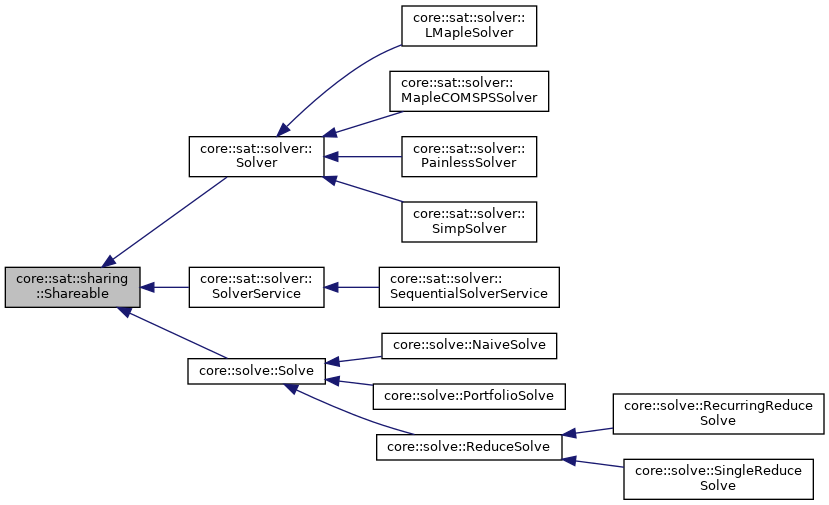 core::sat::solver::
LMapleSolver
core::sat::solver::
MapleCOMSPSSolver
core::sat::solver::
Solver
core::sat::solver::
PainlessSolver
core::sat::solver::
SimpSolver
core::sat::sharing
::Shareable
core::sat::solver::
SolverService
core::sat::solver::
SequentialSolverService
core::solve::NaiveSolve
core::solve::Solve
core::solve::PortfolioSolve
core::solve::RecurringReduce
Solve
core::solve::ReduceSolve
core::solve::SingleReduce
Solve